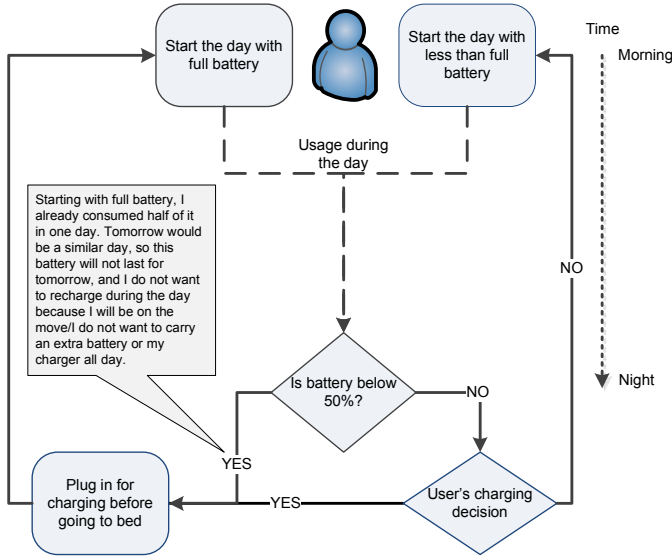 Start the day with
full battery
Start the day with
less than full
battery
Time
Morning
Usage during
the day
Starting with full battery, I
already consumed half of it
in one day. Tomorrow would
be a similar day, so this
battery will not last for
tomorrow, and I do not want
to recharge during the day
because I will be on the
move/I do not want to carry
an extra battery or my
charger all day.
NO
Is battery below
50%?
NO
Night
YES
Plug in for
charging before
going to bed
YES
User's charging
decision